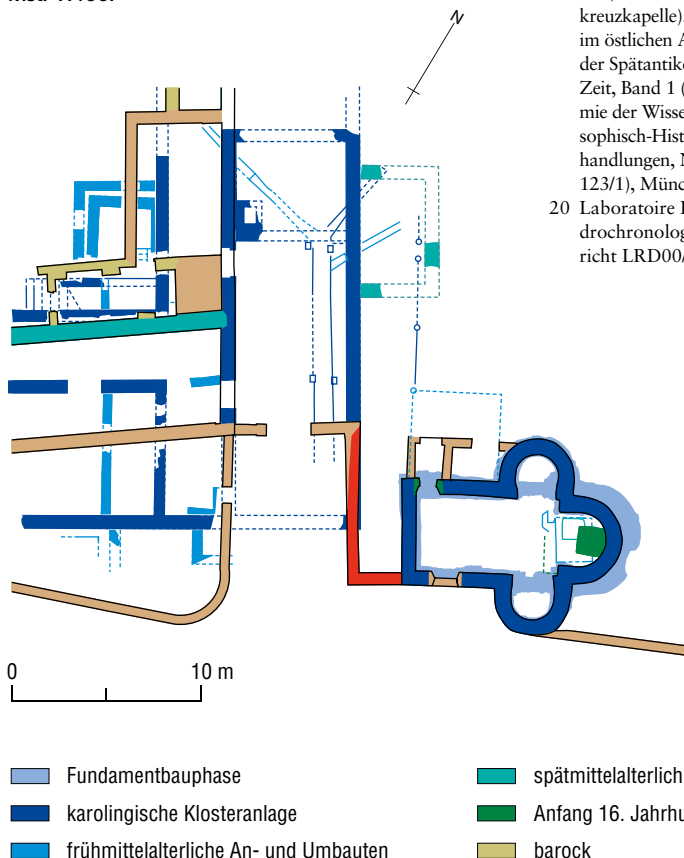 N
kreuzkapelle).
im östlichen A
der Spätantike
Zeit, Band 1 (
mie der Wisse
sophisch-Hist
handlungen, N
123/1), Münc
20 Laboratoire
drochronolog
richt LRD00/
0 10 m
Fundamentbauphase
karolingische Klosteranlage
frühmittelalterliche An- und Umbauten
spätmittelalterlich
Anfang 16. Jahrhu
barock